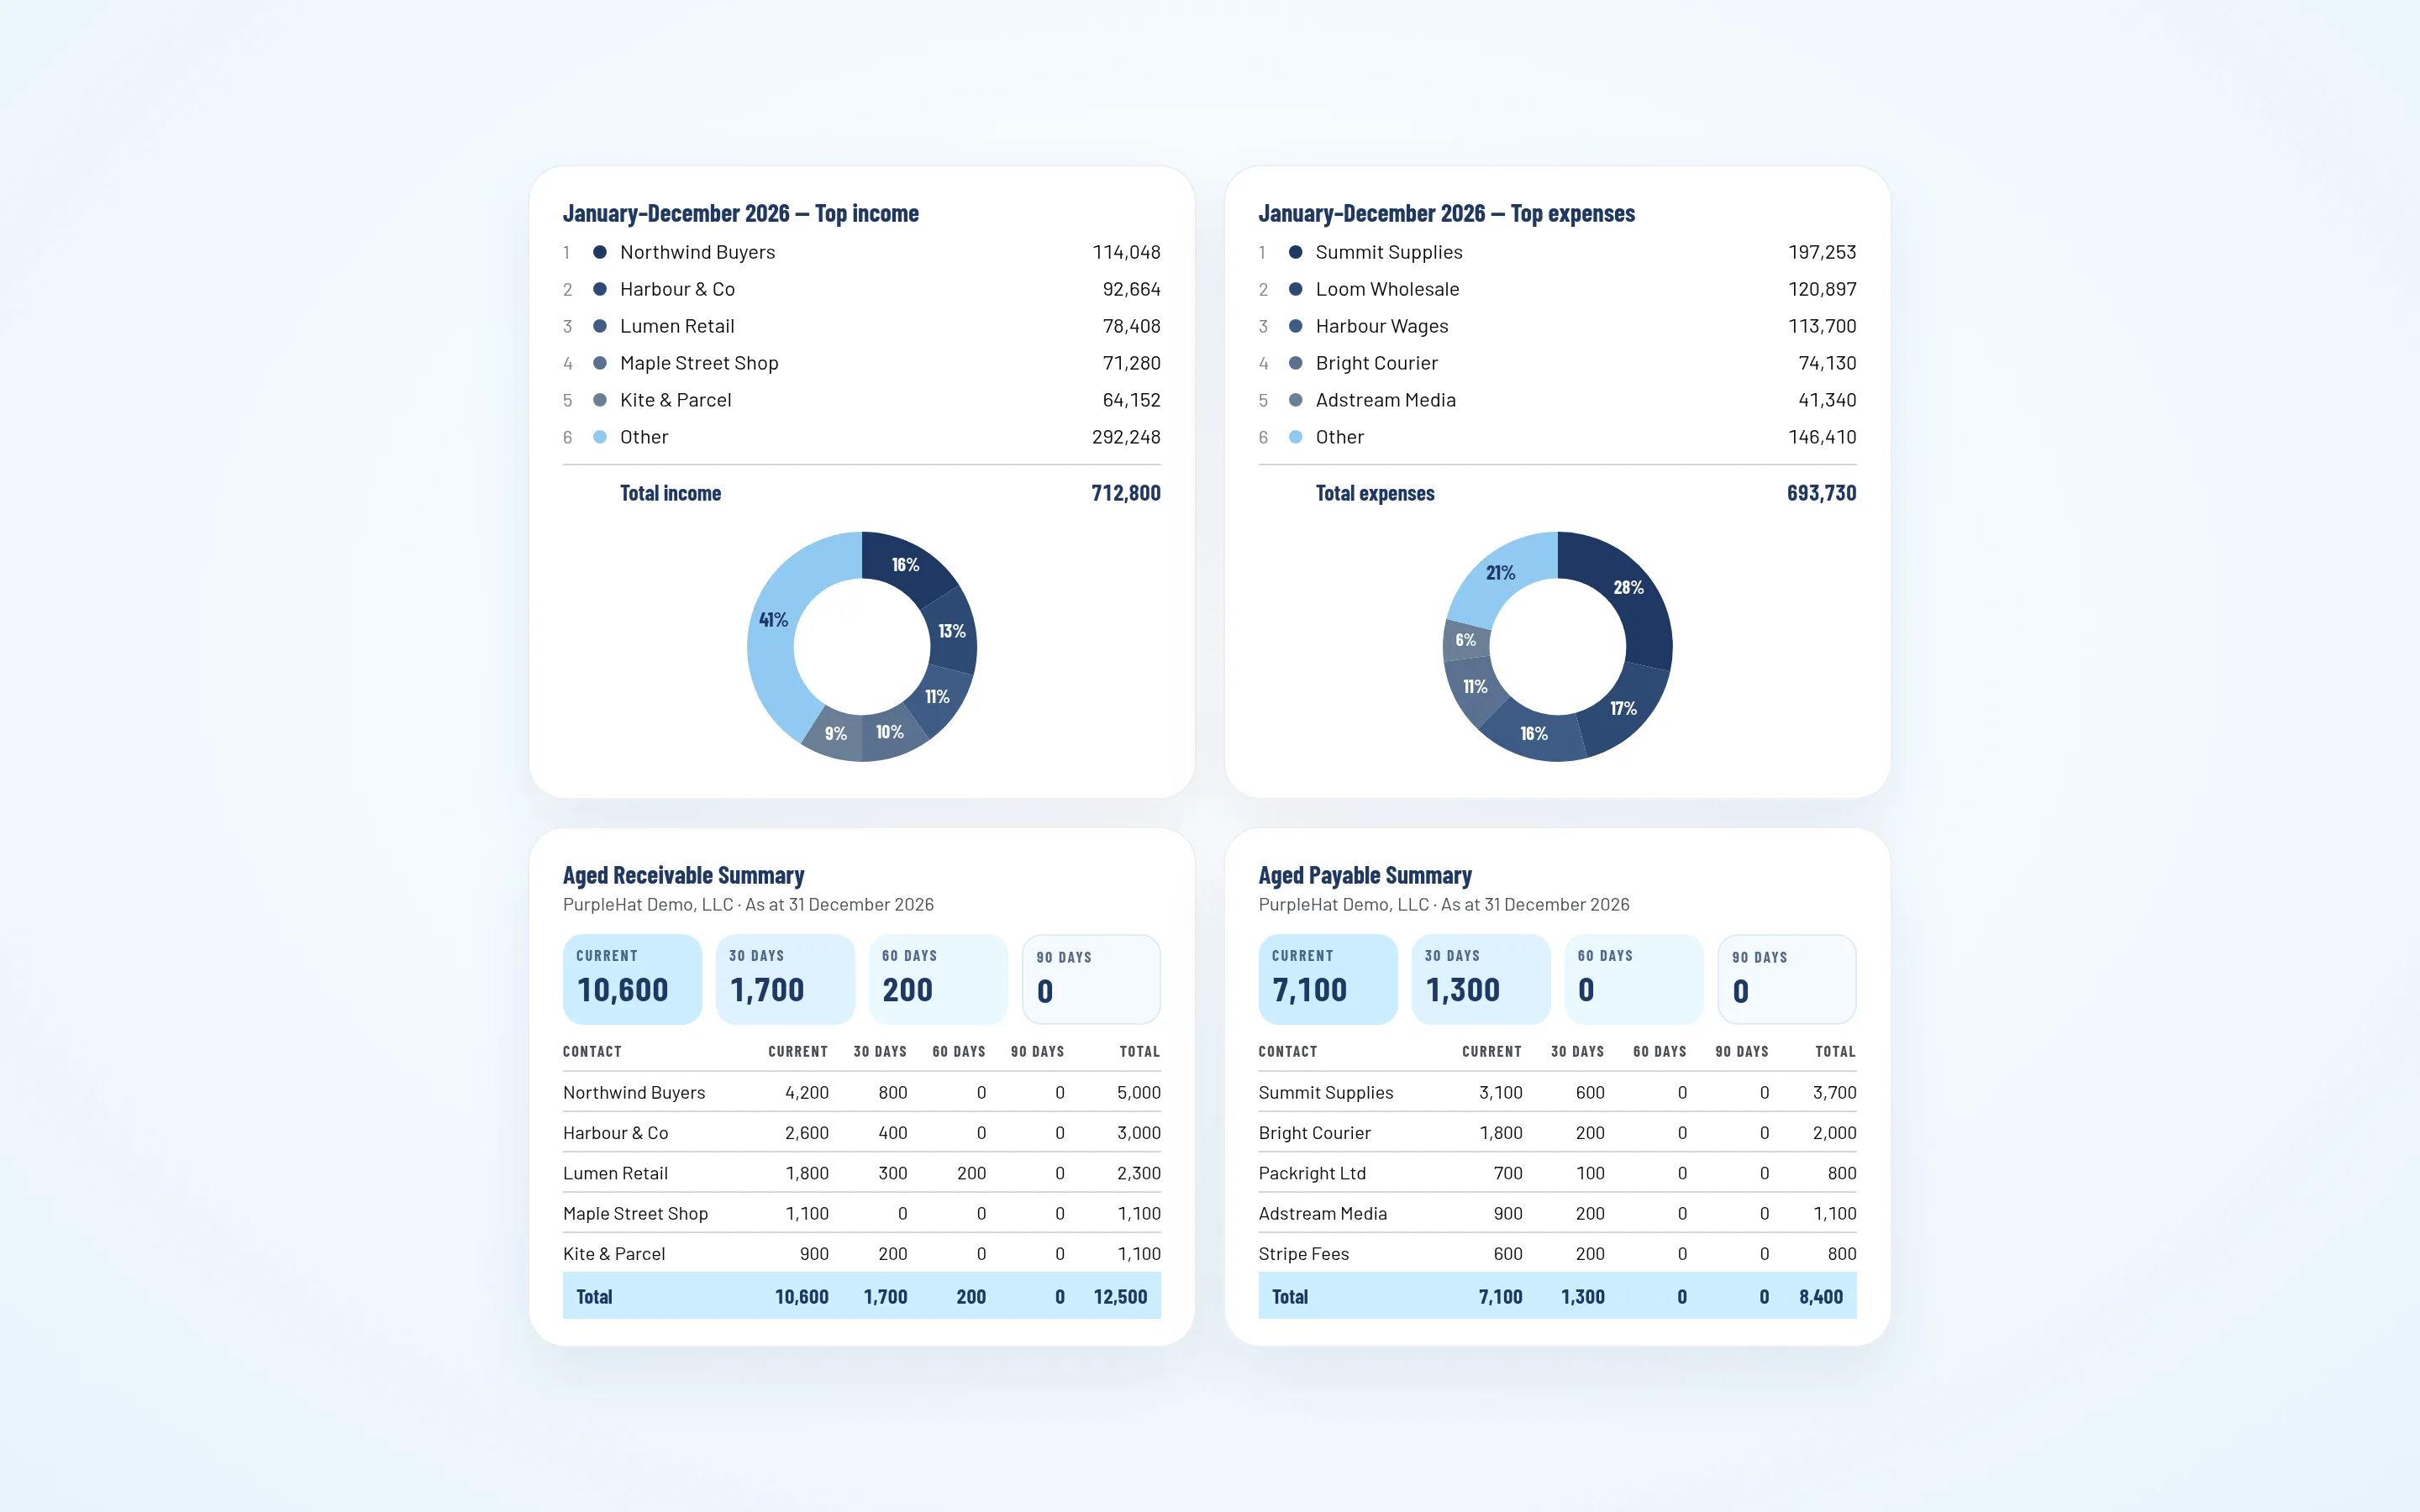 January–December 2026 — Top income
1 Northwind Buyers 114,048
2 Harbour & Co 92,664
3 Lumen Retail 78,408
4 Maple Street Shop 71,280
5 Kite & Parcel 64,152
6 Other 292,248
Total income 712,800
16%
13%
11%
10%
9%
41%
January–December 2026 — Top expenses
1 Summit Supplies 197,253
2 Loom Wholesale 120,897
3 Harbour Wages 113,700
4 Bright Courier 74,130
5 Adstream Media 41,340
6 Other 146,410
Total expenses 693,730
28%
17%
16%
11%
6%
21%
Aged Receivable Summary
PurpleHat Demo, LLC · As at 31 December 2026
CURRENT 30 DAYS 60 DAYS 90 DAYS
10,600 1,700 200 0
CONTACT CURRENT 30 DAYS 60 DAYS 90 DAYS TOTAL
Northwind Buyers 4,200 800 0 0 5,000
Harbour & Co 2,600 400 0 0 3,000
Lumen Retail 1,800 300 200 0 2,300
Maple Street Shop 1,100 0 0 0 1,100
Kite & Parcel 900 200 0 0 1,100
Total 10,600 1,700 200 0 12,500
Aged Payable Summary
PurpleHat Demo, LLC · As at 31 December 2026
CURRENT 30 DAYS 60 DAYS 90 DAYS
7,100 1,300 0 0
CONTACT CURRENT 30 DAYS 60 DAYS 90 DAYS TOTAL
Summit Supplies 3,100 600 0 0 3,700
Bright Courier 1,800 200 0 0 2,000
Packright Ltd 700 100 0 0 800
Adstream Media 900 200 0 0 1,100
Stripe Fees 600 200 0 0 800
Total 7,100 1,300 0 0 8,400